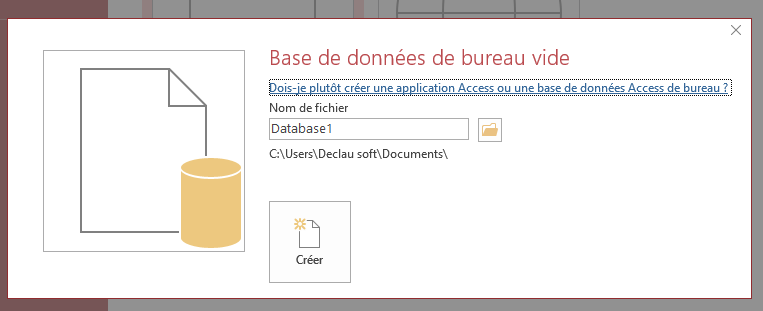 Base de données de bureau vide
Dois-je plutôt créer une application Access ou une base de données Access de bureau ?
Nom de fichier
Database1
C:\Users\Declau soft\Documents\
Créer